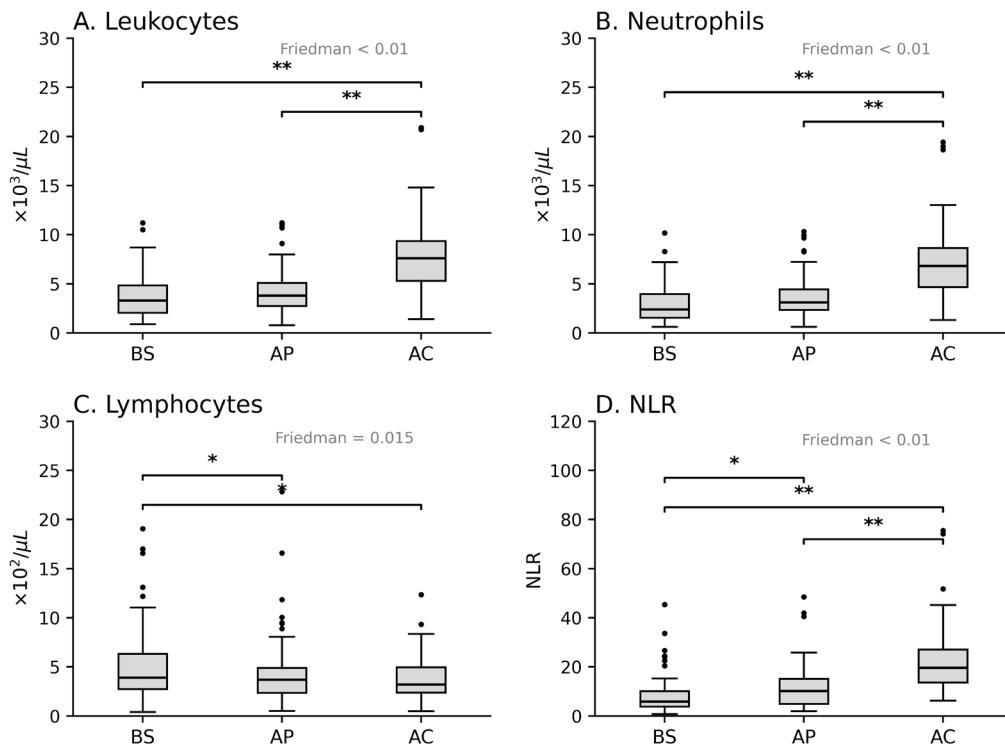 A. Leukocytes
Friedman < 0.01
**
**
×10³/μL
30
25
20
15
10
5
0
BS AP AC
B. Neutrophils
Friedman < 0.01
**
**
×10³/μL
30
25
20
15
10
5
0
BS AP AC
C. Lymphocytes
Friedman = 0.015
*
*
×10²/μL
30
25
20
15
10
5
0
BS AP AC
D. NLR
Friedman < 0.01
*
**
**
NLR
120
100
80
60
40
20
0
BS AP AC